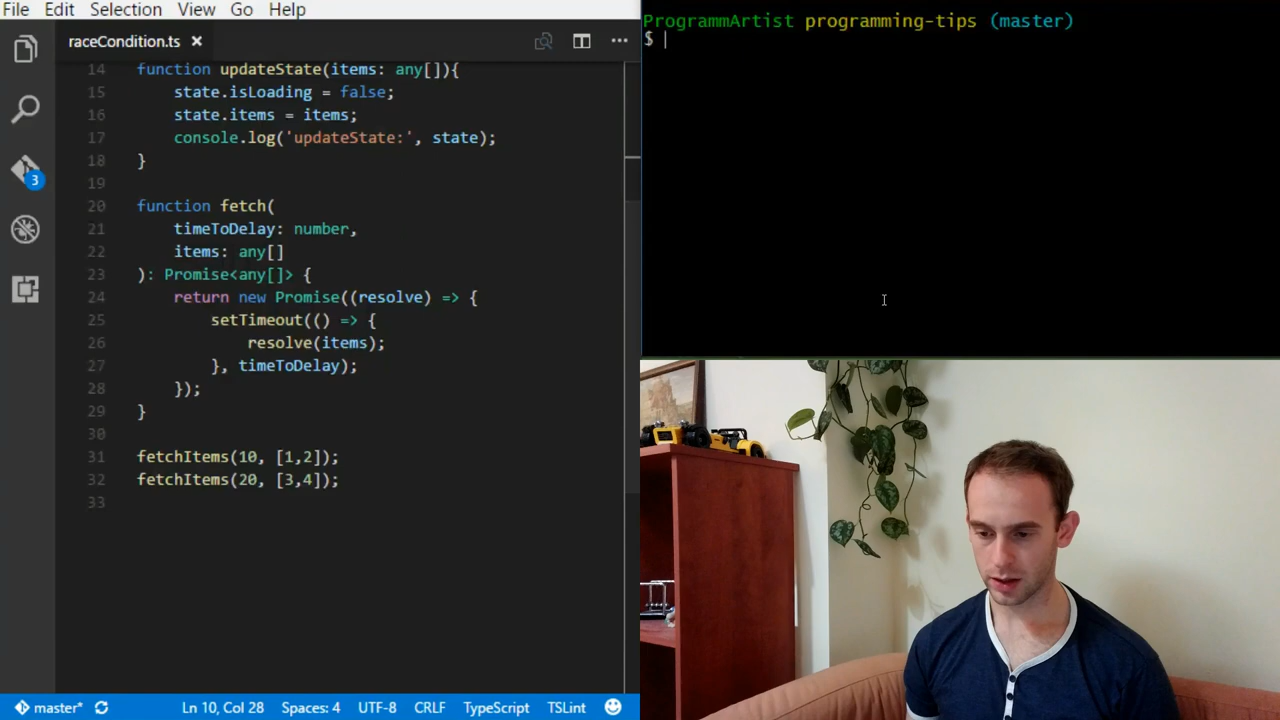 File Edit Selection View Go Help
raceCondition.ts
14 function updateState(items: any[]){
15 state.isLoading = false;
16 state.items = items;
17 console.log('updateState:', state);
18 }
19
20 function fetch(
21 timeToDelay: number,
22 items: any[]
23 ): Promise<any[]> {
24 return new Promise((resolve) => {
25 setTimeout(() => {
26 resolve(items);
27 }, timeToDelay);
28 });
29 }
30
31 fetchItems(10, [1,2]);
32 fetchItems(20, [3,4]);
33
3
master* Ln 10, Col 28 Spaces: 4 UTF-8 CRLF TypeScript TSLint
ProgrammArtist programming-tips (master)
$